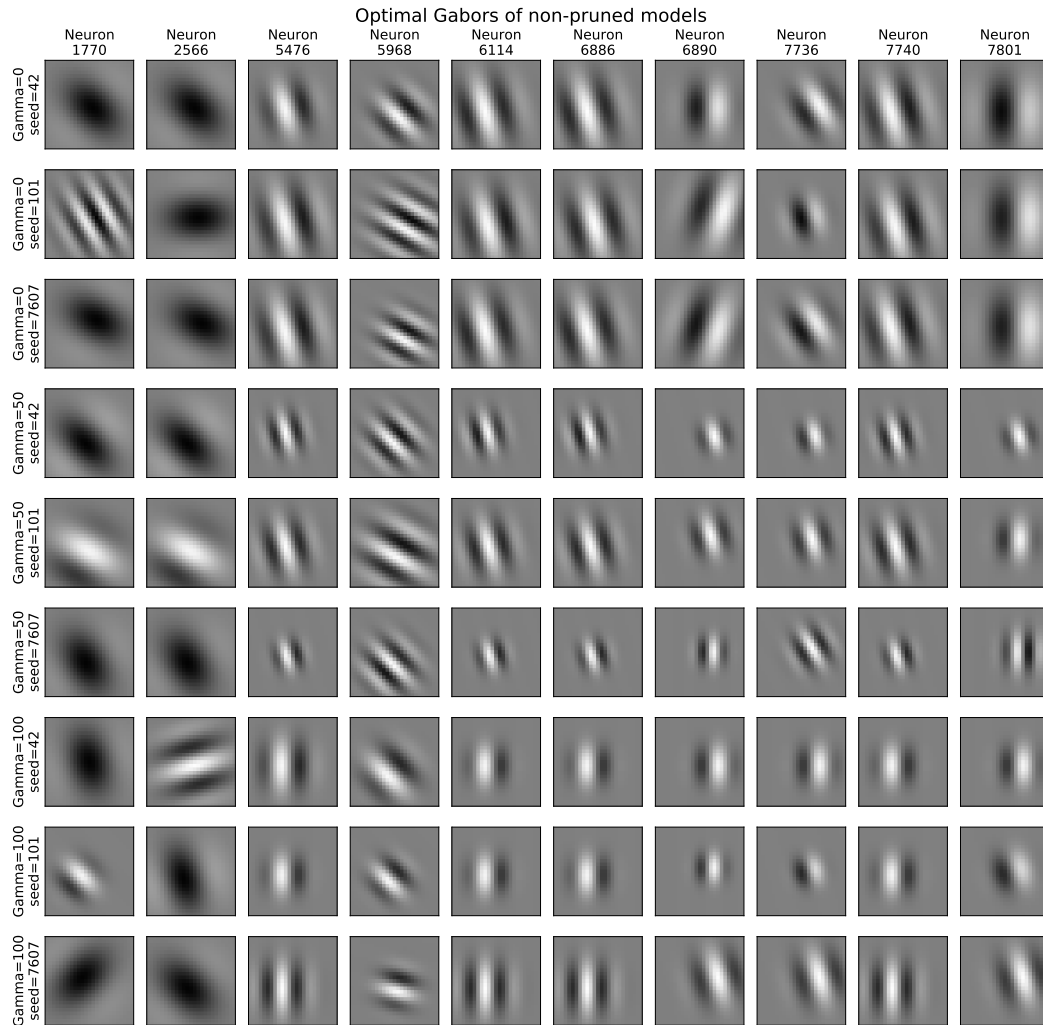 Optimal Gabors of non-pruned models
Neuron 1770
Neuron 2566
Neuron 5476
Neuron 5968
Neuron 6114
Neuron 6886
Neuron 6890
Neuron 7736
Neuron 7740
Neuron 7801
Gamma=0
seed=42
Gamma=0
seed=101
Gamma=0
seed=7607
Gamma=50
seed=42
Gamma=50
seed=101
Gamma=50
seed=7607
Gamma=100
seed=42
Gamma=100
seed=101
Gamma=100
seed=7607